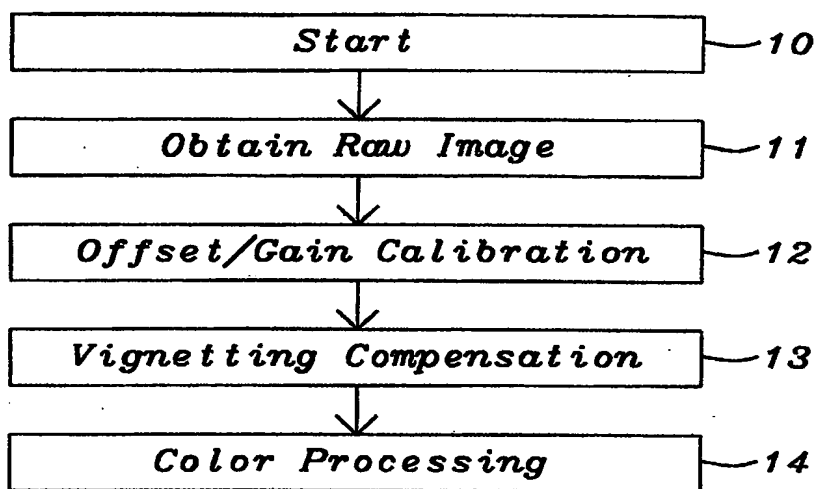 Start 10
Obtain Raw Image 11
Offset/Gain Calibration 12
Vignetting Compensation 13
Color Processing 14